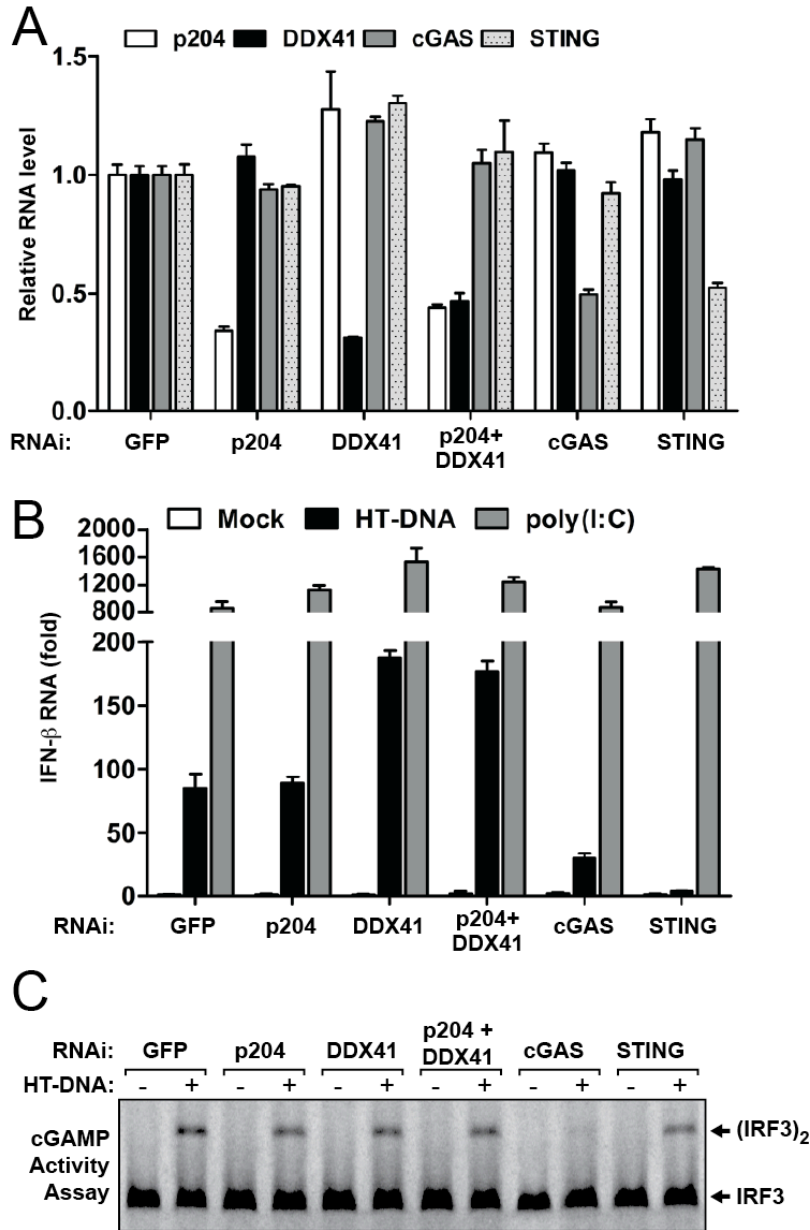 A
p204 DDX41 cGAS STING
Relative RNA level
1.5
1.0
0.5
0.0
RNAi: GFP p204 DDX41 p204+ DDX41 cGAS STING
B
Mock HT-DNA poly(I:C)
IFN-β RNA (fold)
2000
1600
1200
800
200
150
100
50
0
RNAi: GFP p204 DDX41 p204+ DDX41 cGAS STING
C
RNAi: GFP p204 DDX41 p204 + DDX41 cGAS STING
HT-DNA: - + - + - + - + - + - +
cGAMP
Activity
Assay
(IRF3)2
IRF3